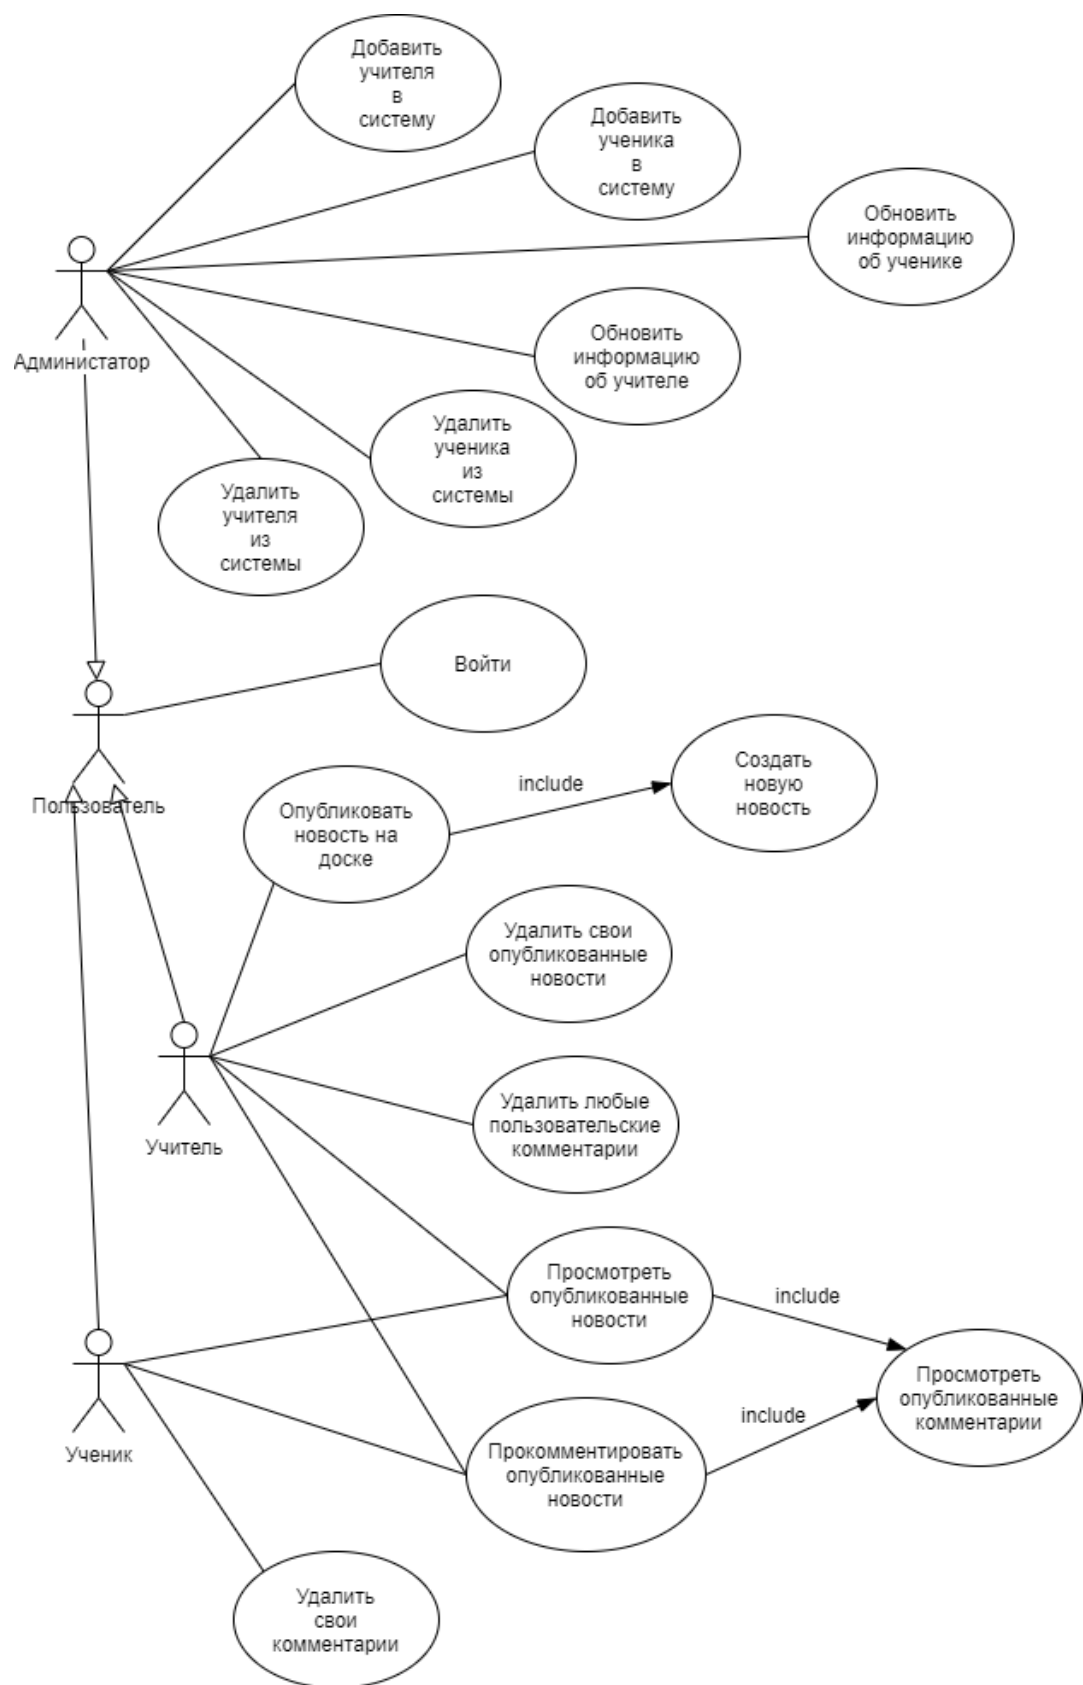 Добавить
учителя
в
систему
Добавить
ученика
в
систему
Обновить
информацию
об ученике
Администатор
Обновить
информацию
об учителе
Удалить
ученика
из
системы
Удалить
учителя
из
системы
Войти
Пользователь
Опубликовать
новость на
доске
include
Создать
новую
новость
Удалить свои
опубликованные
новости
Учитель
Удалить любые
пользовательские
комментарии
Просмотреть
опубликованные
новости
include
Просмотреть
опубликованные
комментарии
Ученик
Прокомментировать
опубликованные
новости
include
Удалить
свои
комментарии